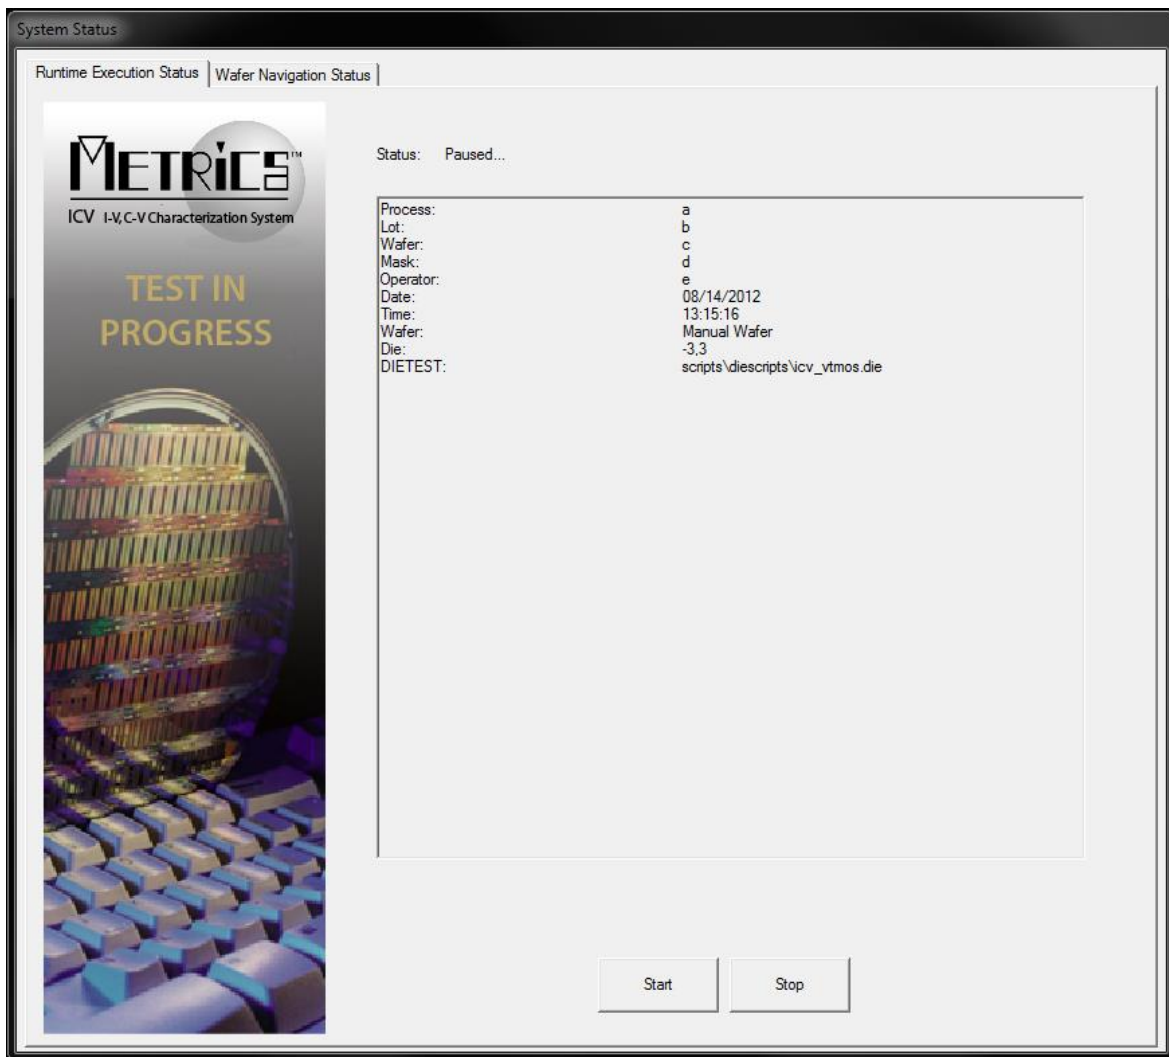 System Status
Runtime Execution Status
Wafer Navigation Status
METRiCS™
ICV I-V, C-V Characterization System
TEST IN
PROGRESS
Status: Paused...
Process: a
Lot: b
Wafer: c
Mask: d
Operator: e
Date: 08/14/2012
Time: 13:15:16
Wafer: Manual Wafer
Die: -3,3
DIETEST: scripts\diescripts\icv_vtmos.die
Start
Stop